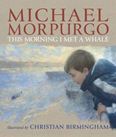 MICHAEL
MORPURGO
THIS MORNING I MET A WHALE
Illustrated by CHRISTIAN BIRMINGHAM